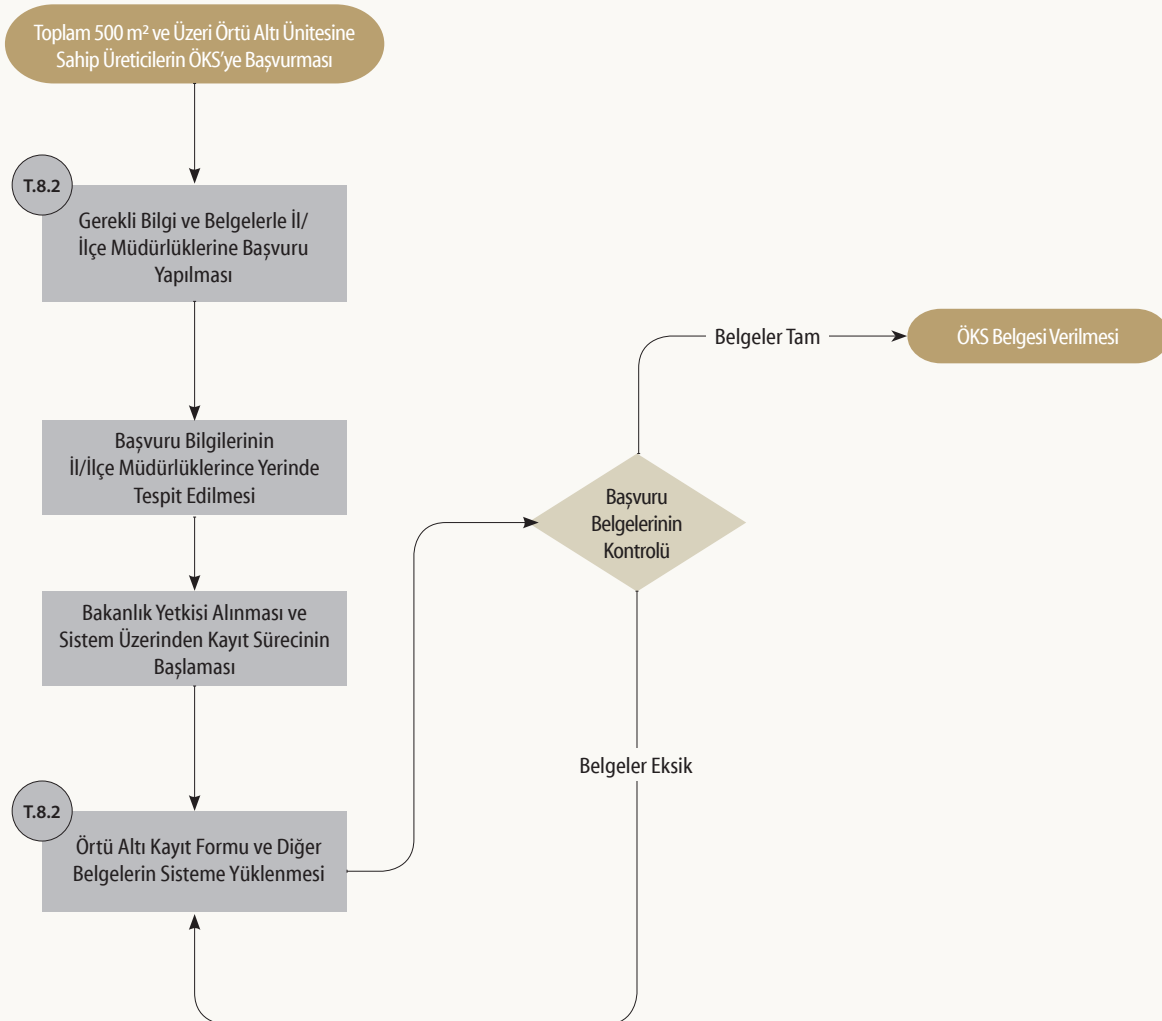 Toplam 500 m² ve Üzeri Örtü Altı Ünitesine
Sahip Üreticilerin ÖKS’ye Başvurması
T.8.2
Gerekli Bilgi ve Belgelerle İl/
İlçe Müdürlüklerine Başvuru
Yapılması
Başvuru Bilgilerinin
İl/İlçe Müdürlüklerince Yerinde
Tespit Edilmesi
Bakanlık Yetkisi Alınması ve
Sistem Üzerinden Kayıt Sürecinin
Başlaması
T.8.2
Örtü Altı Kayıt Formu ve Diğer
Belgelerin Sisteme Yüklenmesi
Başvuru
Belgelerinin
Kontrolü
Belgeler Tam
ÖKS Belgesi Verilmesi
Belgeler Eksik